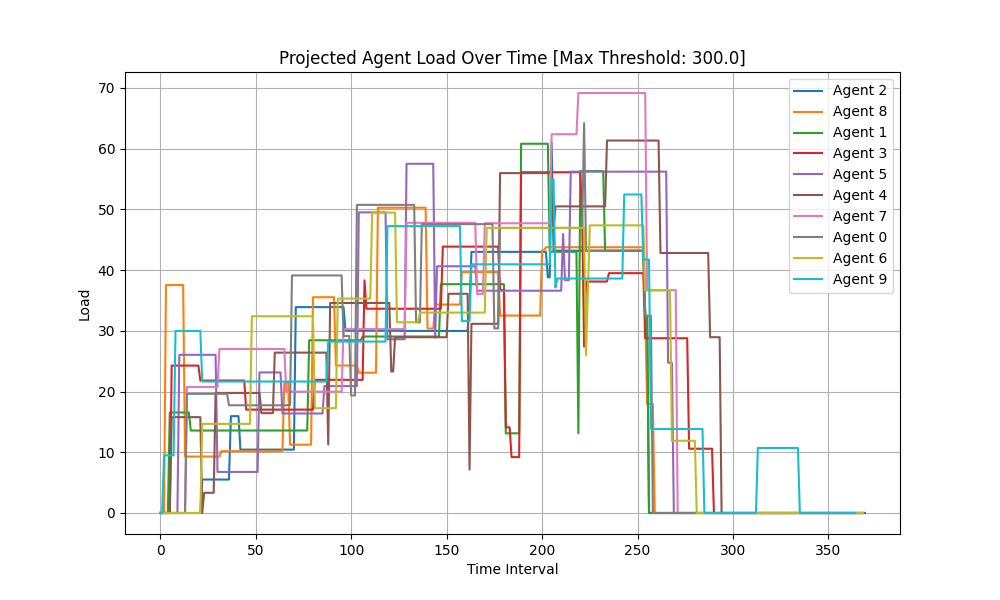 Projected Agent Load Over Time [Max Threshold: 300.0]
70
60
50
40
30
20
10
0
Load
0 50 100 150 200 250 300 350
Time Interval
Agent 2
Agent 8
Agent 1
Agent 3
Agent 5
Agent 4
Agent 7
Agent 0
Agent 6
Agent 9